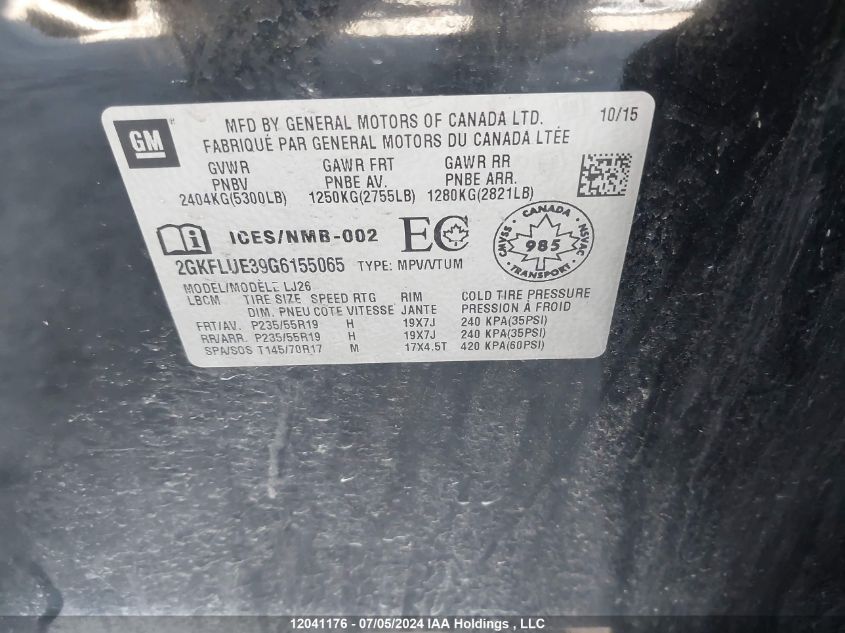 GM
MFD BY GENERAL MOTORS OF CANADA LTD. 10/15
FABRIQUÉ PAR GENERAL MOTORS DU CANADA LTÉE
GVWR GAWR FRT GAWR RR
PNBV PNBE AV. PNBE ARR.
2404KG(5300LB) 1250KG(2755LB) 1280KG(2821LB)
ICES/NMB-002 EC
CANADA
CMVSS 985 NSVAC
TRANSPORT
2GKFLUE39G6155065 TYPE: MPV/VTUM
MODEL/MODÈLE LJ26
LBCM TIRE SIZE SPEED RTG RIM COLD TIRE PRESSURE
DIM. PNEU COTE VITESSE JANTE PRESSION À FROID
FRT/AV. P235/55R19 H 19X7J 240 KPA(35PSI)
RR/ARR. P235/55R19 H 19X7J 240 KPA(35PSI)
SPA/SOS T145/70R17 M 17X4.5T 420 KPA(60PSI)
12041176 - 07/05/2024 IAA Holdings , LLC